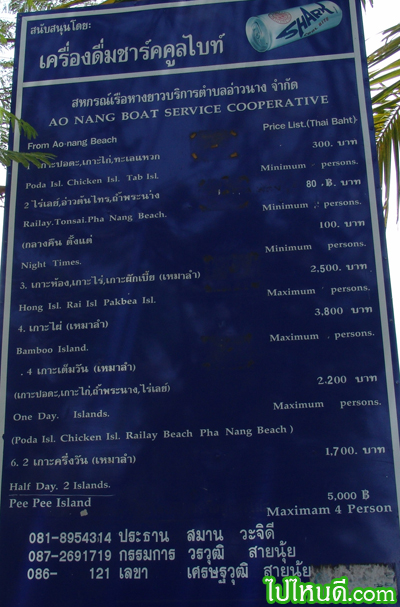 สนับสนุนโดย:
SHARK
เครื่องดื่มชาร์คคูลไบท์
สหกรณ์เรือหางยาวบริการตำบลอ่าวนาง จำกัด
AO NANG BOAT SERVICE COOPERATIVE
From Ao-nang Beach Price List.(Thai Baht)
1 เกาะปอดะ,เกาะไก่,ทะเลแหวก 300. บาท
Poda Isl. Chicken Isl. Tab Isl. Minimum persons.
2 ไร่เลย์,อ่าวต้นไทร,ถ้ำพระนาง 80 .B. บาท
Railay.Tonsai.Pha Nang Beach. Minimum persons.
(กลางคืน ตั้งแต่ 100. บาท
Night Times. Minimum persons.
3. เกาะห้อง,เกาะไร่,เกาะผักเบี้ย (เหมาลำ) 2,500. บาท
Hong Isl. Rai Isl Pakbea Isl. Maximum persons.
4. เกาะไผ่ (เหมาลำ) 3,800 บาท
Bamboo Island. Maximum persons.
. 4 เกาะเต็มวัน (เหมาลำ)
(เกาะปอดะ,เกาะไก่,ถ้ำพระนาง,ไร่เลย์) 2,200 บาท
One Day. Islands. Maximum persons.
(Poda Isl. Chicken Isl. Railay Beach Pha Nang Beach )
6. 2 เกาะครึ่งวัน (เหมาลำ) 1,700. บาท
Half Day. 2 Islands.
Pee Pee Island 5,000 ฿
Maximam 4 Person
081-8954314 ประธาน สมาน วะจิดี
087-2691719 กรรมการ วรวุฒิ สายนุ้ย
086- 121 เลขา เศรษฐวุฒิ สายนุ้ย
ไปไหนดี.com